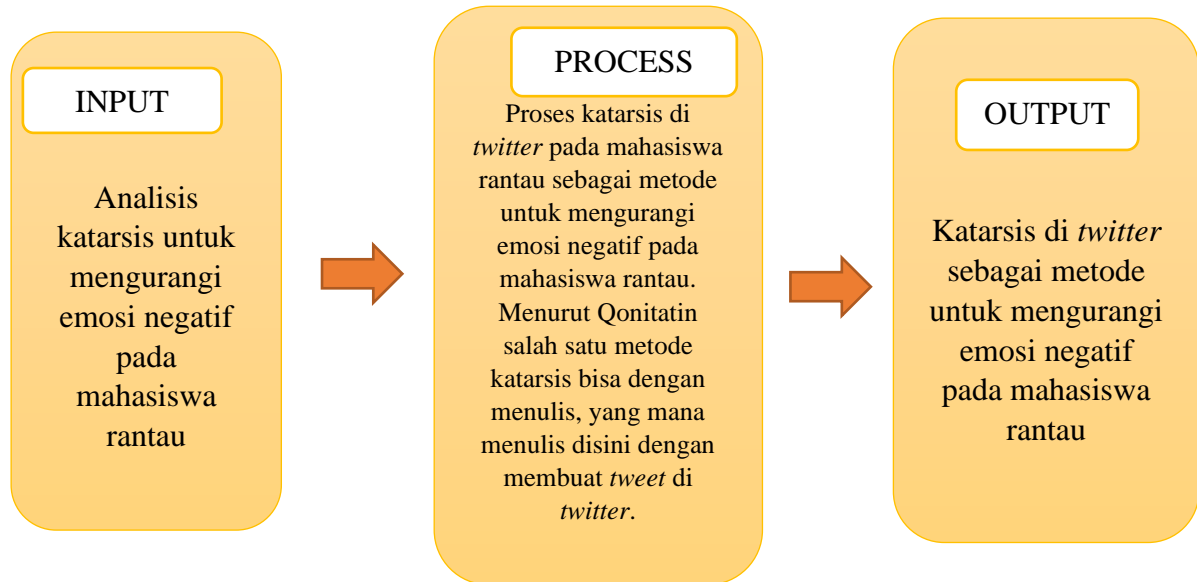 INPUT
Analisis
katarsis untuk
mengurangi
emosi negatif
pada
mahasiswa
rantau
PROCESS
Proses katarsis di
twitter pada mahasiswa
rantau sebagai metode
untuk mengurangi
emosi negatif pada
mahasiswa rantau.
Menurut Qonitatin
salah satu metode
katarsis bisa dengan
menulis, yang mana
menulis disini dengan
membuat tweet di
twitter.
OUTPUT
Katarsis di twitter
sebagai metode
untuk mengurangi
emosi negatif
pada mahasiswa
rantau